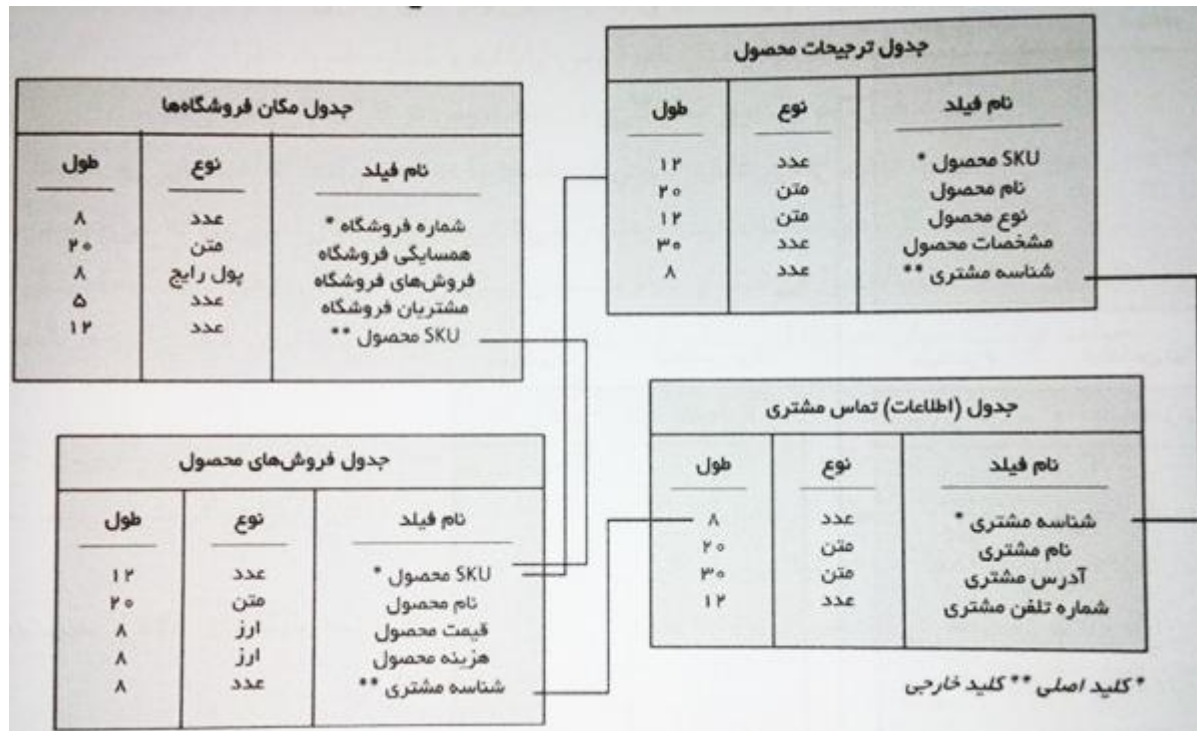 جدول ترجیحات محصول
نام فیلد نوع طول
SKU محصول * عدد ۱۲
نام محصول متن ۲۰
نوع محصول متن ۱۲
مشخصات محصول عدد ۳۰
شناسه مشتری ** عدد ۸
جدول مکان فروشگاه‌ها
نام فیلد نوع طول
شماره فروشگاه * عدد ۸
همسایگی فروشگاه متن ۲۰
فروش‌های فروشگاه پول رایج ۸
مشتریان فروشگاه عدد ۵
SKU محصول ** عدد ۱۲
جدول (اطلاعات) تماس مشتری
نام فیلد نوع طول
شناسه مشتری * عدد ۸
نام مشتری متن ۲۰
آدرس مشتری متن ۳۰
شماره تلفن مشتری عدد ۱۲
جدول فروش‌های محصول
نام فیلد نوع طول
SKU محصول * عدد ۱۲
نام محصول متن ۲۰
قیمت محصول ارز ۸
هزینه محصول ارز ۸
شناسه مشتری ** عدد ۸
* کلید اصلی ** کلید خارجی